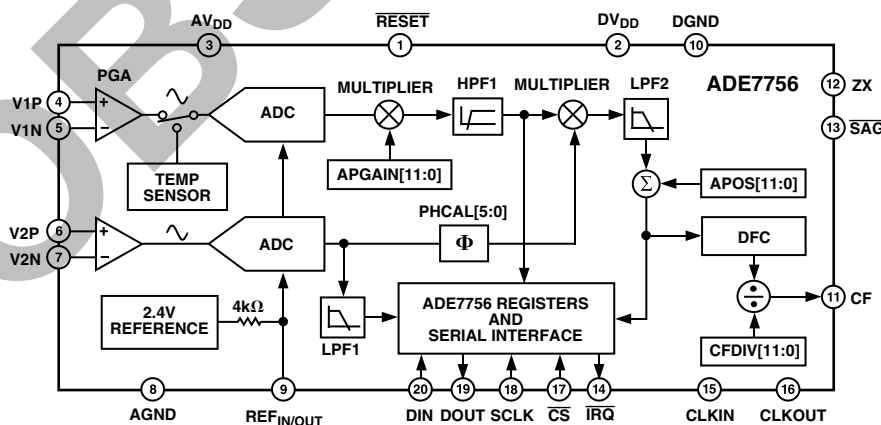 AVDD
RESET
DVDD
DGND
3
1
2
10
PGA
MULTIPLIER
HPF1
MULTIPLIER
LPF2
ADE7756
12 ZX
V1P 4
+
ADC
V1N 5
−
13 SAG
TEMP
SENSOR
APGAIN[11:0]
Σ
APOS[11:0]
PHCAL[5:0]
V2P 6
+
ADC
Φ
DFC
V2N 7
−
2.4V
REFERENCE
4kΩ
LPF1
ADE7756 REGISTERS
AND
SERIAL INTERFACE
÷
11 CF
CFDIV[11:0]
8
9
20
19
18
17
14
15
16
AGND
REFIN/OUT
DIN
DOUT
SCLK
CS
IRQ
CLKIN
CLKOUT